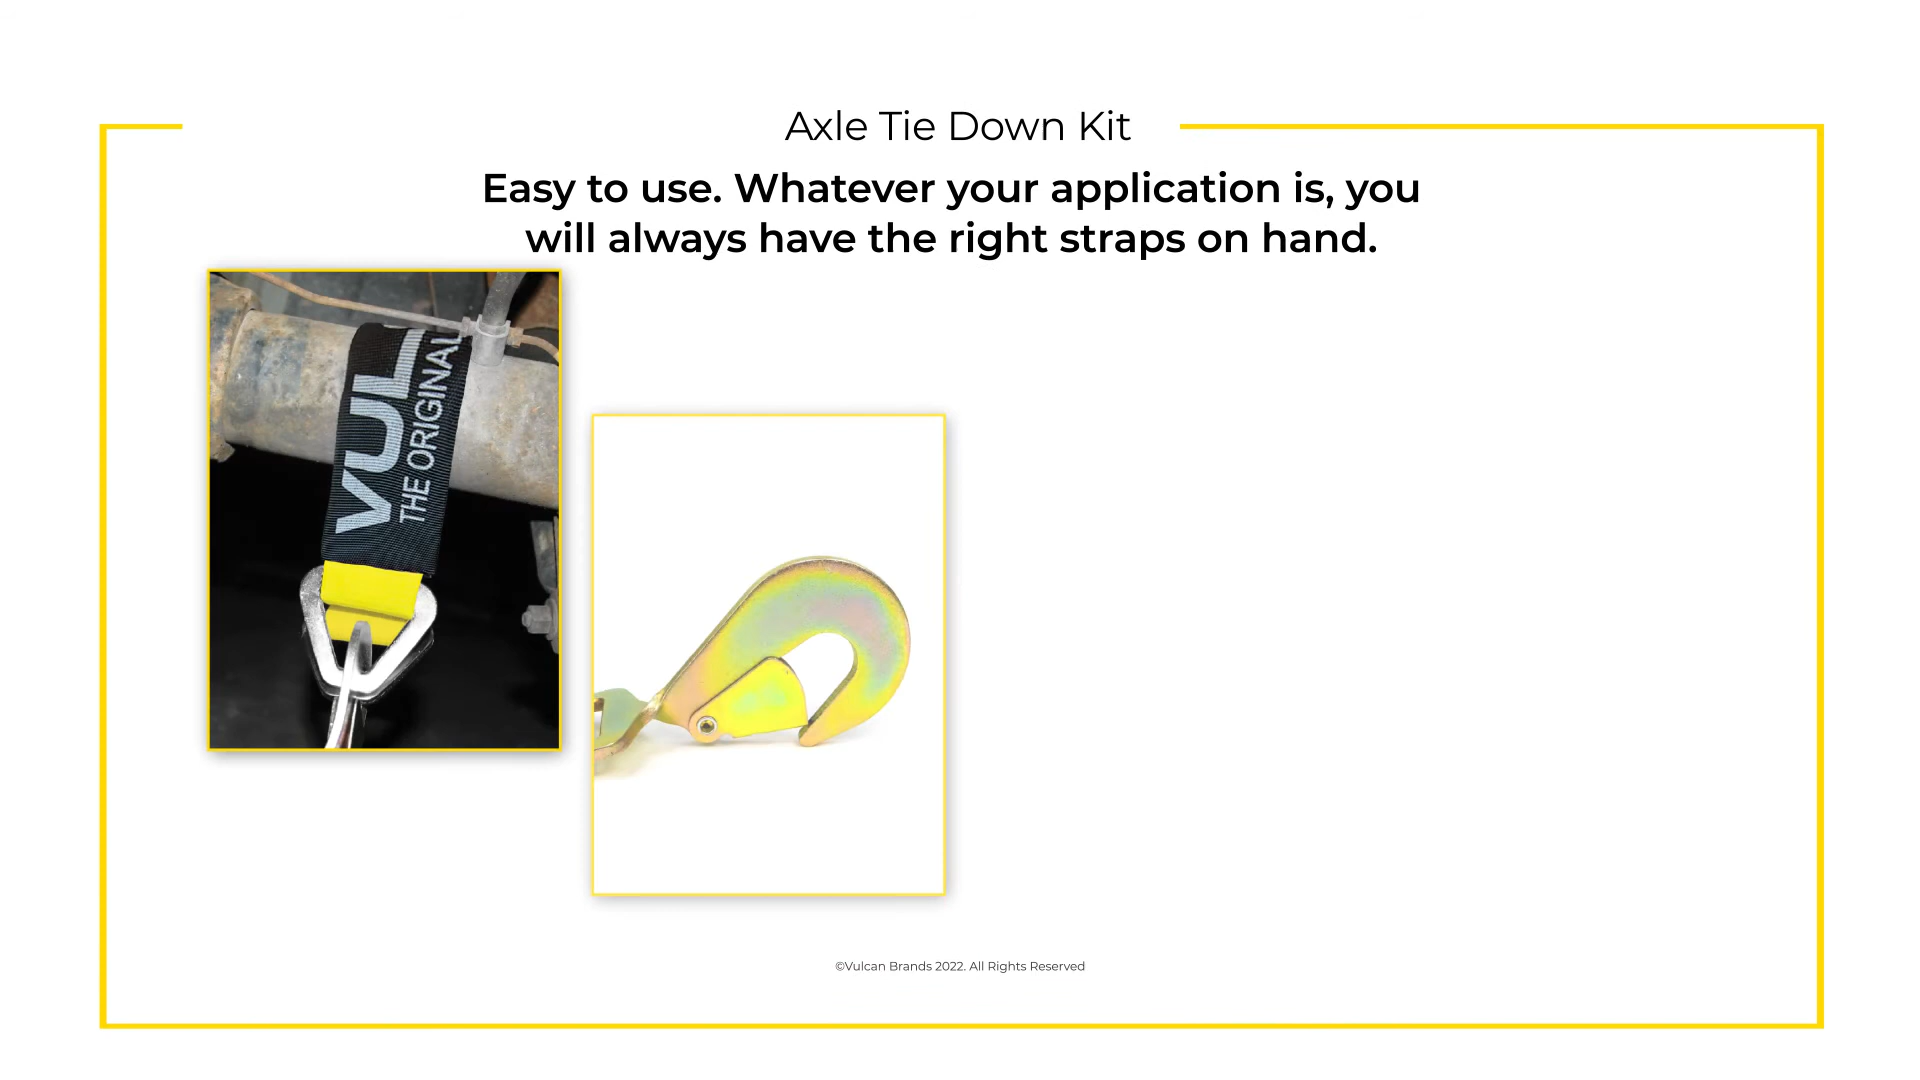 Axle Tie Down Kit
Easy to use. Whatever your application is, you
will always have the right straps on hand.
VUL
THE ORIGINAL
©Vulcan Brands 2022. All Rights Reserved